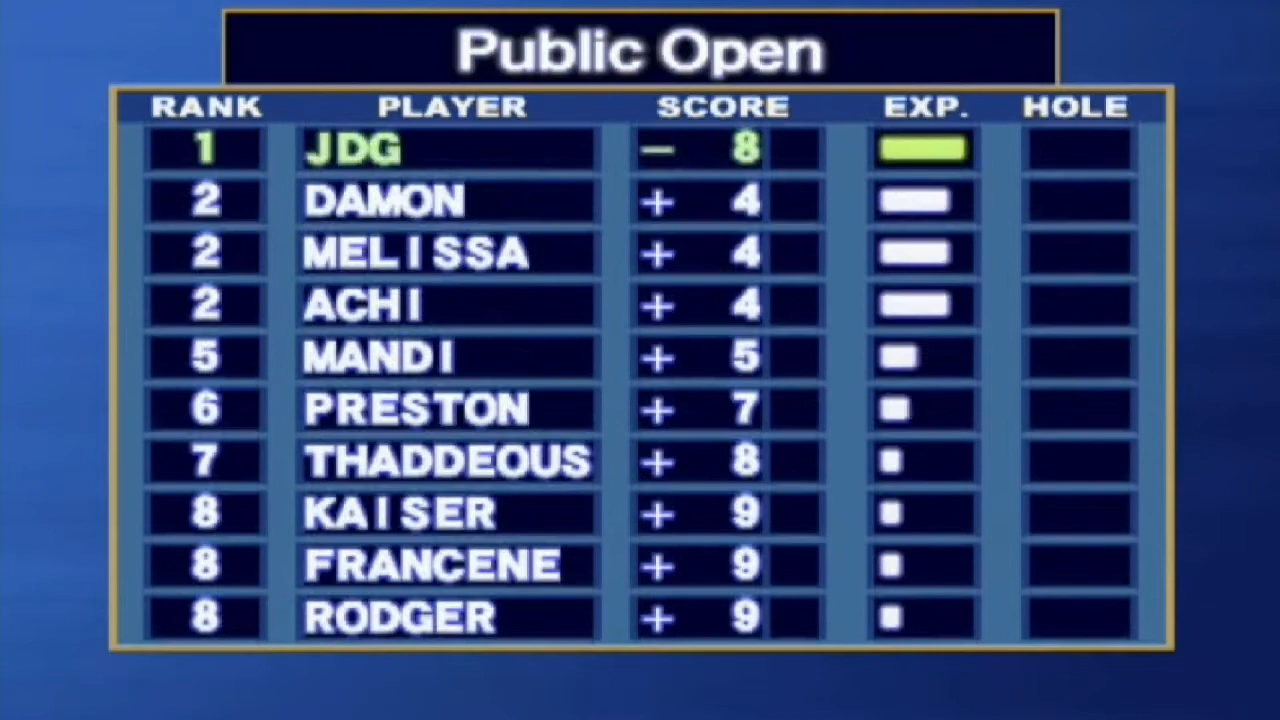 Public Open
RANK PLAYER SCORE EXP. HOLE
1 JDG − 8
2 DAMON + 4
2 MELISSA + 4
2 ACHI + 4
5 MANDI + 5
6 PRESTON + 7
7 THADDEOUS + 8
8 KAISER + 9
8 FRANCENE + 9
8 RODGER + 9